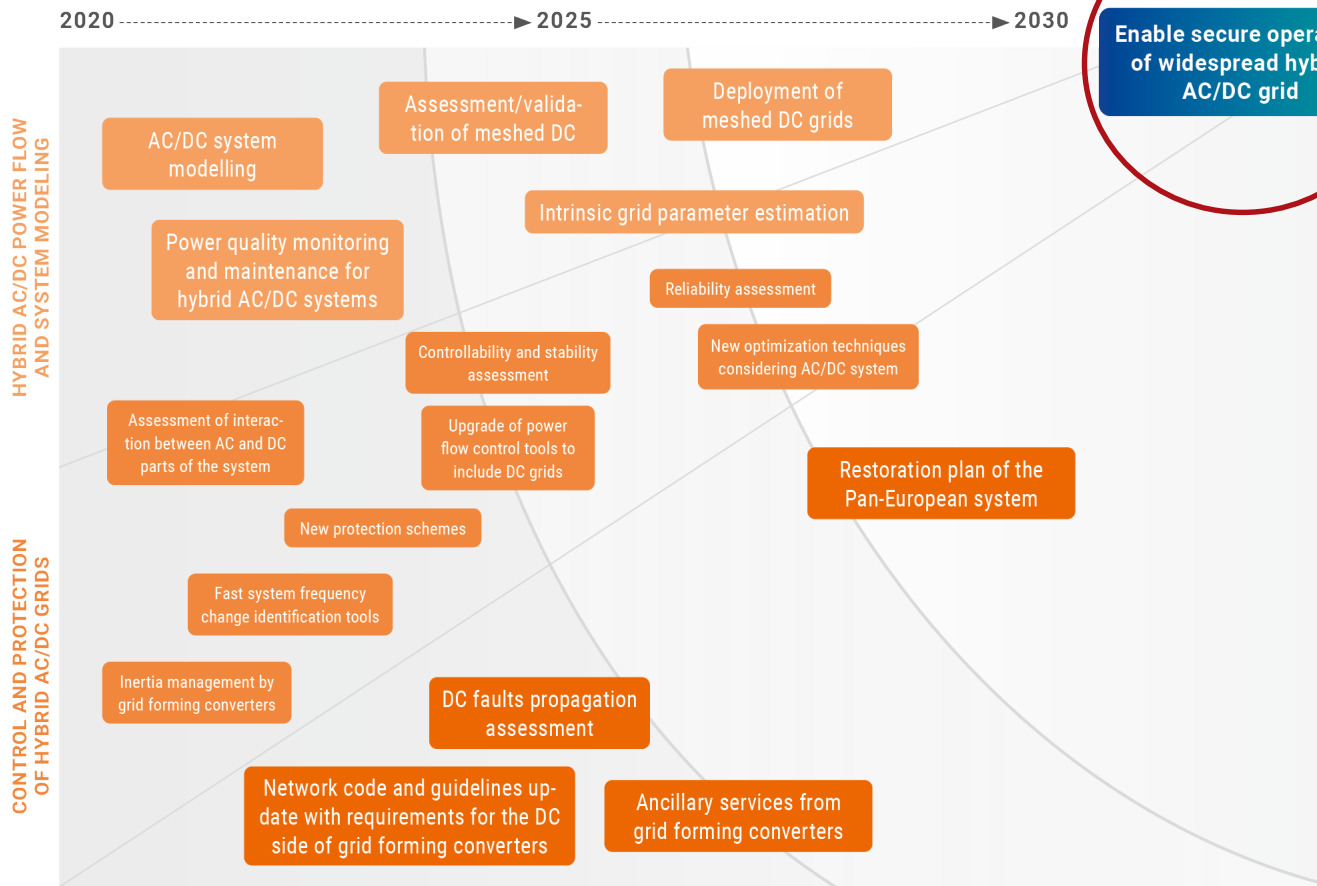 2020
2025
2030
Enable secure opera
of widespread hyb
AC/DC grid
HYBRID AC/DC POWER FLOW
AND SYSTEM MODELING
Assessment/valida-
tion of meshed DC
Deployment of
meshed DC grids
AC/DC system
modelling
Intrinsic grid parameter estimation
Power quality monitoring
and maintenance for
hybrid AC/DC systems
Reliability assessment
Controllability and stability
assessment
New optimization techniques
considering AC/DC system
Assessment of interac-
tion between AC and DC
parts of the system
Upgrade of power
flow control tools to
include DC grids
Restoration plan of the
Pan-European system
CONTROL AND PROTECTION
OF HYBRID AC/DC GRIDS
New protection schemes
Fast system frequency
change identification tools
Inertia management by
grid forming converters
DC faults propagation
assessment
Network code and guidelines up-
date with requirements for the DC
side of grid forming converters
Ancillary services from
grid forming converters